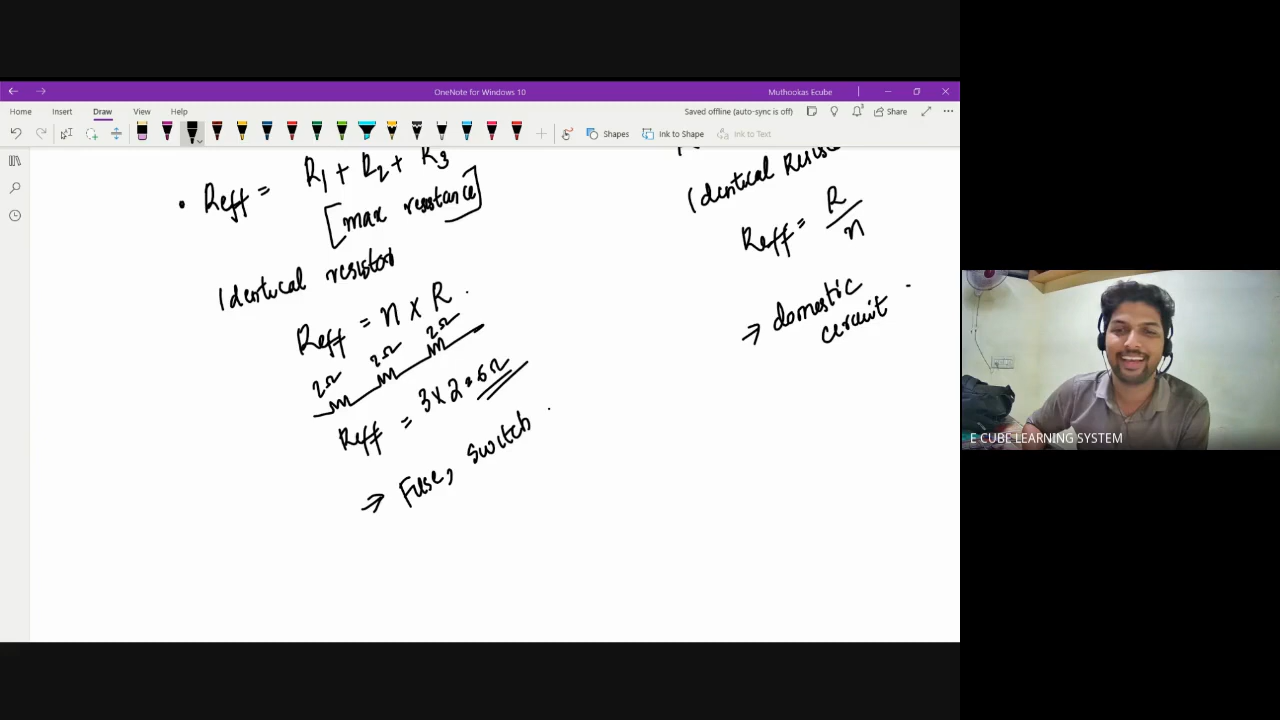 OneNote for Windows 10
Muthookas Ecube
Home Insert Draw View Help
Saved offline (auto-sync is off)
Share
Shapes
Ink to Shape
Ink to Text
• Reff = R1 + R2 + R3
[max resistance]
Identical resistor
Reff = n × R.
2Ω 2Ω 2Ω
Reff = 3 × 2 = 6Ω
⇒ Fuse, Switch
Identical
Reff = R/n
⇒ domestic
circuit
E CUBE LEARNING SYSTEM